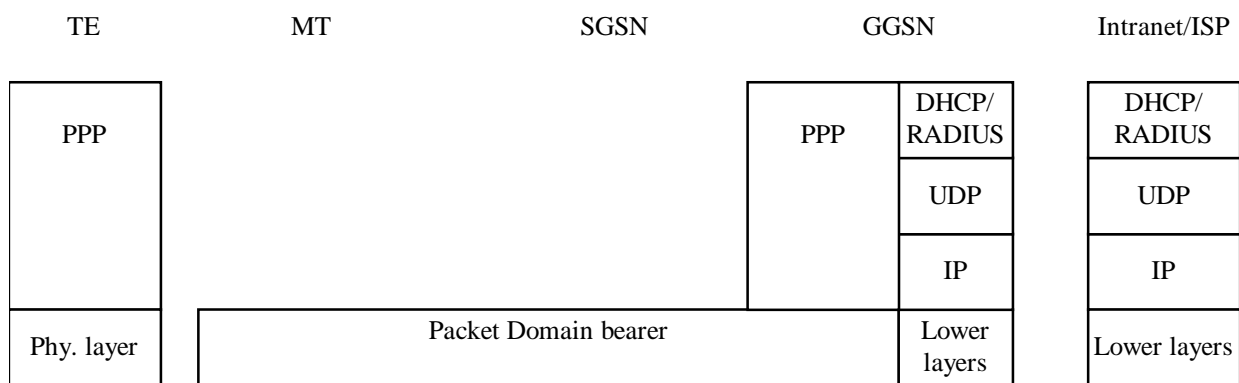 TE MT SGSN GGSN Intranet/ISP
PPP PPP DHCP/ DHCP/
RADIUS RADIUS
UDP UDP
IP IP
Phy. layer Packet Domain bearer Lower Lower layers
layers